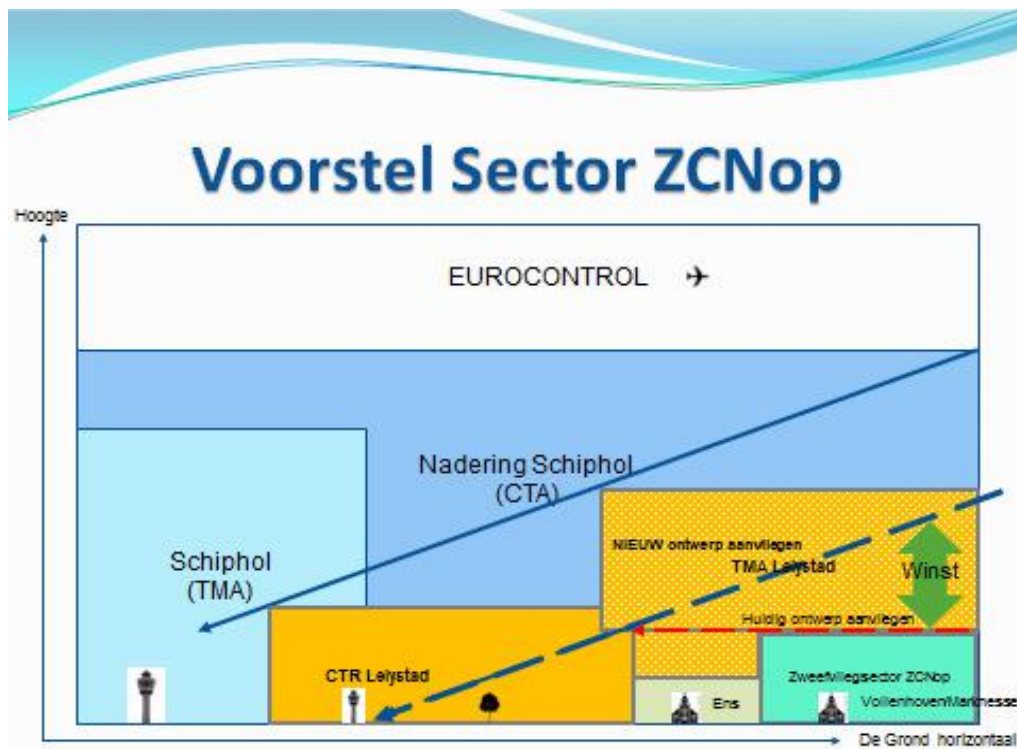 Voorstel Sector ZCNop
Hoogte
EUROCONTROL
Nadering Schiphol
(CTA)
Schiphol
(TMA)
NIEUW ontwerp aanvliegen
TMA Lelystad
Winst
Huidig ontwerp aanvliegen
CTR Lelystad
Zweefvliegsector ZCNop
Ens
Vollenhoven/Marknesse
De Grond horizontaal